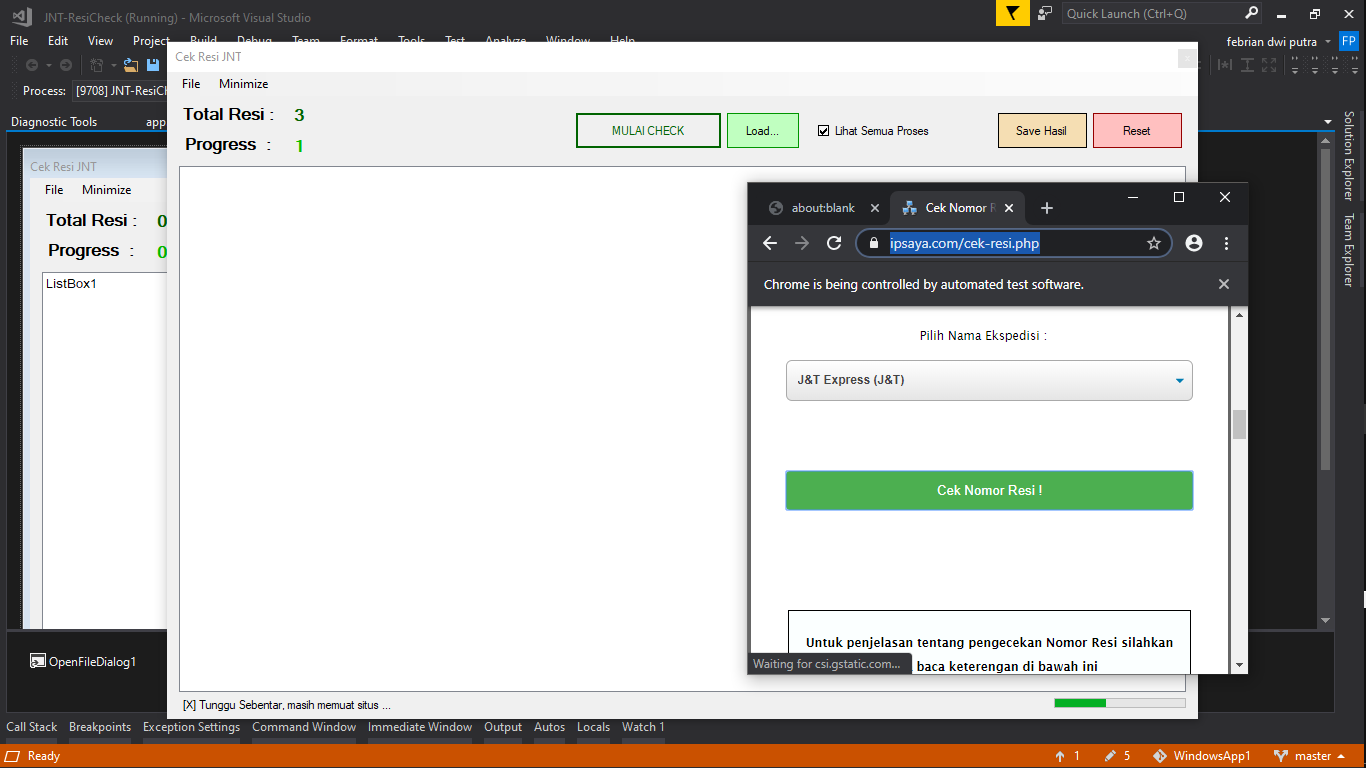 JNT-ResiCheck (Running) - Microsoft Visual Studio
Quick Launch (Ctrl+Q)
File Edit View Project Build Debug Team Format Tools Test Analyze Window Help
febrian dwi putra
FP
Process: [9708] JNT-ResiCh
Diagnostic Tools
app
Solution Explorer
Team Explorer
Cek Resi JNT
File Minimize
Total Resi : 0
Progress : 0
ListBox1
Cek Resi JNT
File Minimize
Total Resi : 3
Progress : 1
MULAI CHECK
Load...
Lihat Semua Proses
Save Hasil
Reset
about:blank
Cek Nomor R
ipsaya.com/cek-resi.php
Chrome is being controlled by automated test software.
Pilih Nama Ekspedisi :
J&T Express (J&T)
Cek Nomor Resi !
Untuk penjelasan tentang pengecekan Nomor Resi silahkan
baca keterengan di bawah ini
Waiting for csi.gstatic.com...
[X] Tunggu Sebentar, masih memuat situs ...
OpenFileDialog1
Call Stack Breakpoints Exception Settings Command Window Immediate Window Output Autos Locals Watch 1
Ready
1
5
WindowsApp1
master